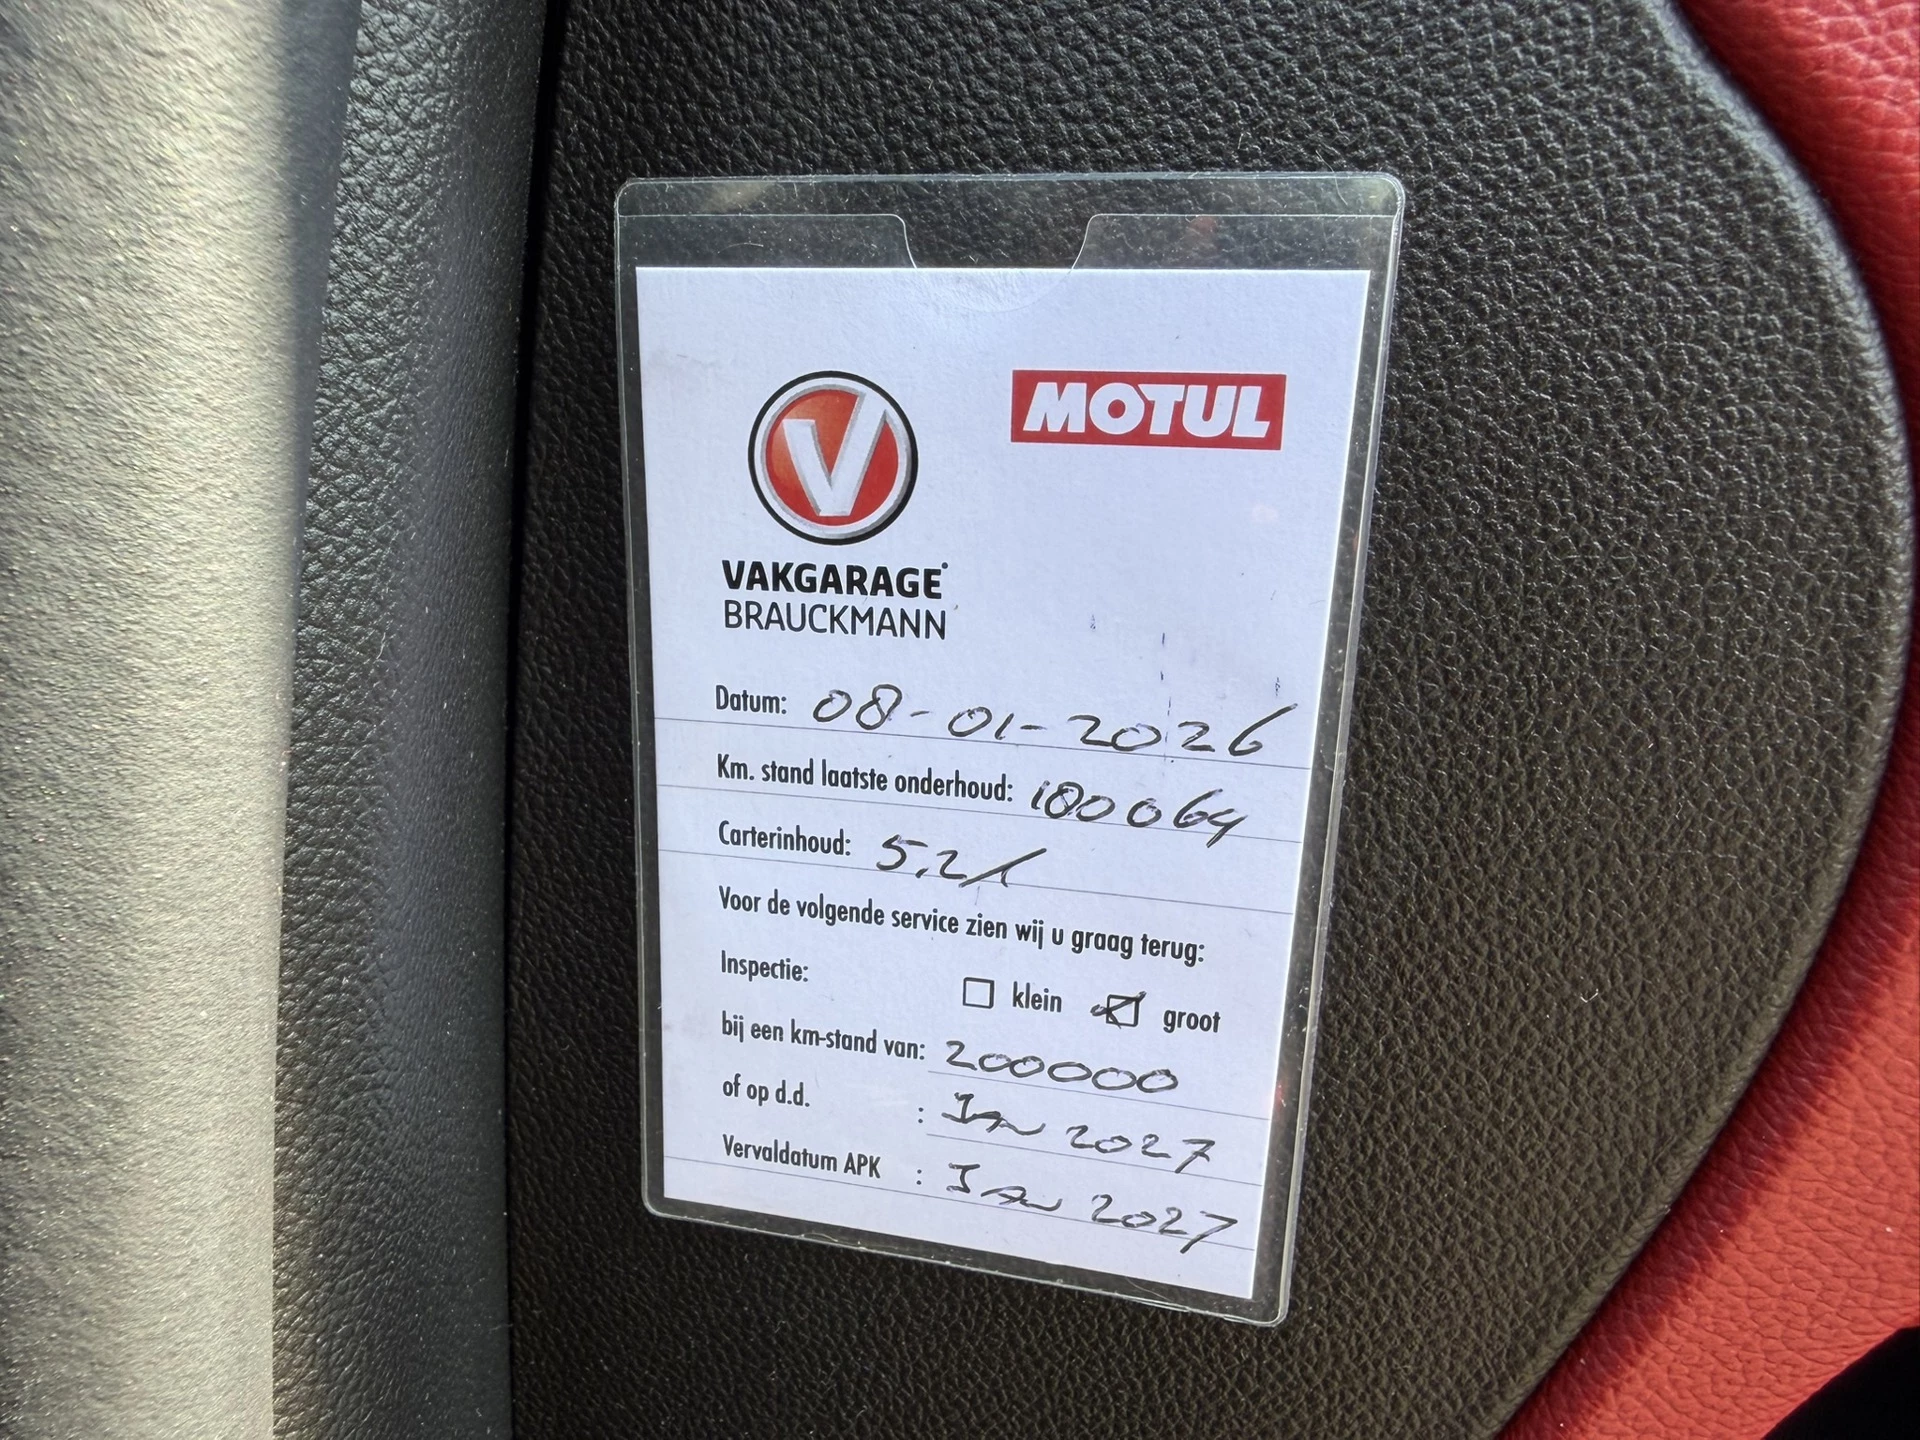 V
MOTUL
VAKGARAGE
BRAUCKMANN
Datum: 08-01-2026
Km. stand laatste onderhoud: 180064
Carterinhoud: 5,2 l
Voor de volgende service zien wij u graag terug:
Inspectie: klein groot
bij een km-stand van: 200000
of op d.d. : JAN 2027
Vervaldatum APK : JAN 2027